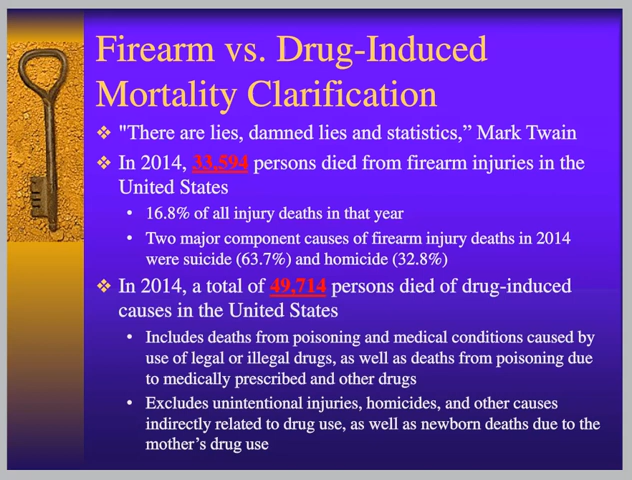 Firearm vs. Drug-Induced
Mortality Clarification
❖ "There are lies, damned lies and statistics,” Mark Twain
❖ In 2014, 33,594 persons died from firearm injuries in the
United States
• 16.8% of all injury deaths in that year
• Two major component causes of firearm injury deaths in 2014
were suicide (63.7%) and homicide (32.8%)
❖ In 2014, a total of 49,714 persons died of drug-induced
causes in the United States
• Includes deaths from poisoning and medical conditions caused by
use of legal or illegal drugs, as well as deaths from poisoning due
to medically prescribed and other drugs
• Excludes unintentional injuries, homicides, and other causes
indirectly related to drug use, as well as newborn deaths due to the
mother’s drug use